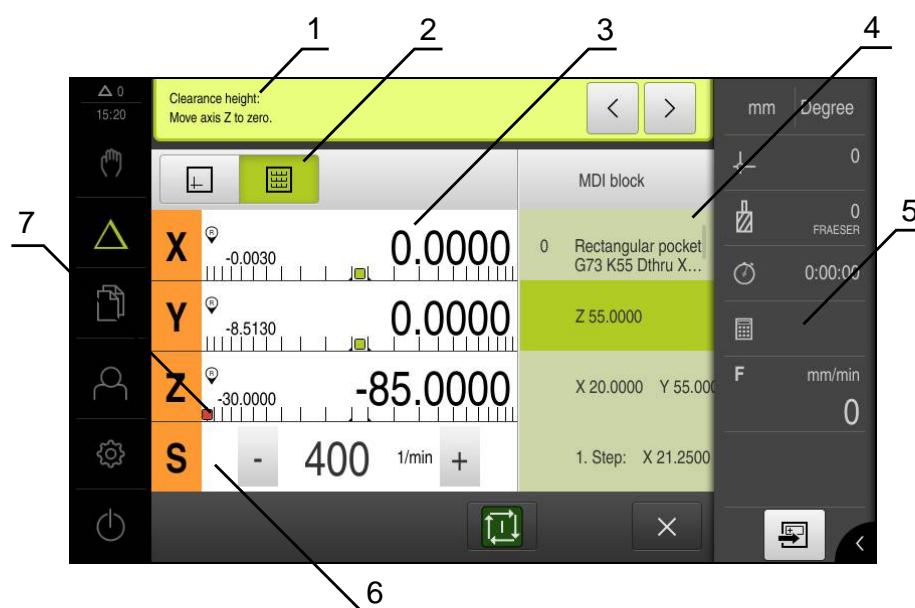 1
2
3
4
0
15:20
Clearance height:
Move axis Z to zero.
mm
Degree
0
MDI block
0
FRAESER
5
7
X
R
-0.0030
0.0000
0
Rectangular pocket
G73 K55 Dthru X...
0:00:00
Y
R
-8.5130
0.0000
Z 55.0000
Z
R
-30.0000
-85.0000
X 20.0000 Y 55.000
F
mm/min
0
S
-
400
1/min
+
1. Step: X 21.2500
6